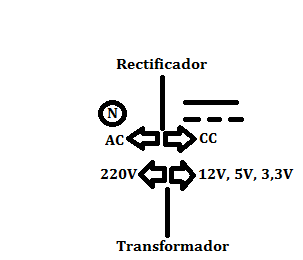 Rectificador
N
AC CC
220V 12V, 5V, 3,3V
Transformador